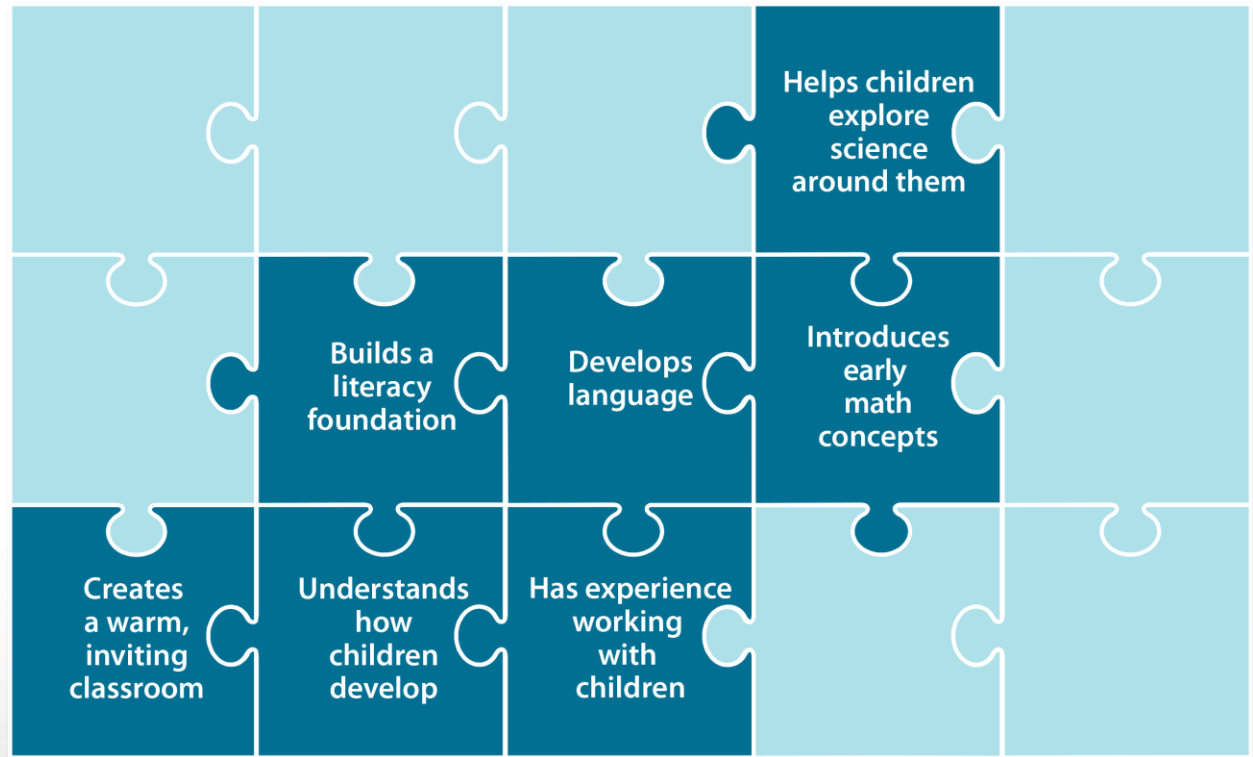 Helps children
explore
science
around them
Builds a
literacy
foundation
Develops
language
Introduces
early
math
concepts
Creates
a warm,
inviting
classroom
Understands
how
children
develop
Has experience
working
with
children